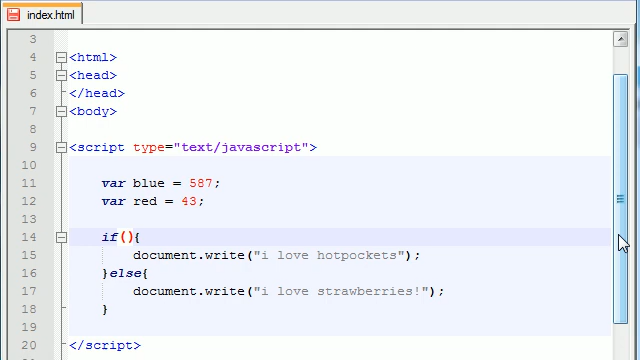 index.html
3
4 <html>
5 <head>
6 </head>
7 <body>
8
9 <script type="text/javascript">
10
11 var blue = 587;
12 var red = 43;
13
14 if(){
15 document.write("i love hotpockets");
16 }else{
17 document.write("i love strawberries!");
18 }
19
20 </script>